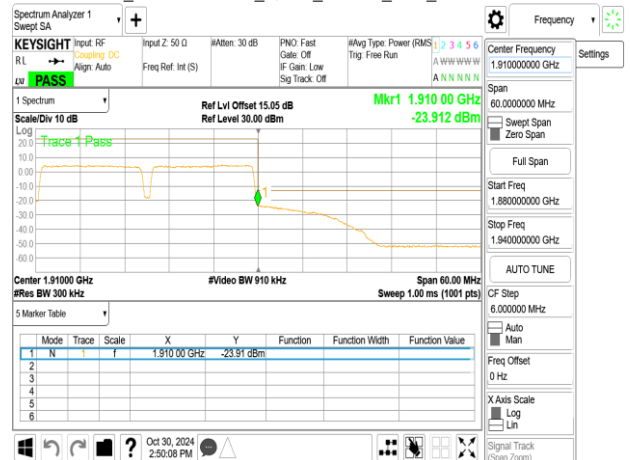 Spectrum Analyzer 1
Swept SA
Frequency
KEYSIGHT
Input: RF
Coupling: DC
Align: Auto
Input Z: 50 Ω
Freq Ref: Int (S)
#Atten: 30 dB
PNO: Fast
Gate: Off
IF Gain: Low
Sig Track: Off
#Avg Type: Power (RMS
Trig: Free Run
1 2 3 4 5 6
A W W W W W
A N N N N N
RL
LXI
PASS
Settings
Center Frequency
1.910000000 GHz
Span
60.0000000 MHz
Swept Span
Zero Span
Full Span
Start Freq
1.880000000 GHz
Stop Freq
1.940000000 GHz
AUTO TUNE
CF Step
6.000000 MHz
Auto
Man
Freq Offset
0 Hz
X Axis Scale
Log
Lin
Signal Track
(Span Zoom)
1 Spectrum
Scale/Div 10 dB
Ref Lvl Offset 15.05 dB
Ref Level 30.00 dBm
Mkr1 1.910 00 GHz
-23.912 dBm
Log
Trace 1 Pass
20.0
10.0
0.00
-10.0
-20.0
-30.0
-40.0
-50.0
-60.0
1
Center 1.91000 GHz
#Res BW 300 kHz
#Video BW 910 kHz
Span 60.00 MHz
Sweep 1.00 ms (1001 pts)
5 Marker Table
Mode Trace Scale X Y Function Function Width Function Value
1 N 1 f 1.910 00 GHz -23.91 dBm
2
3
4
5
6
?
Oct 30, 2024
2:50:08 PM